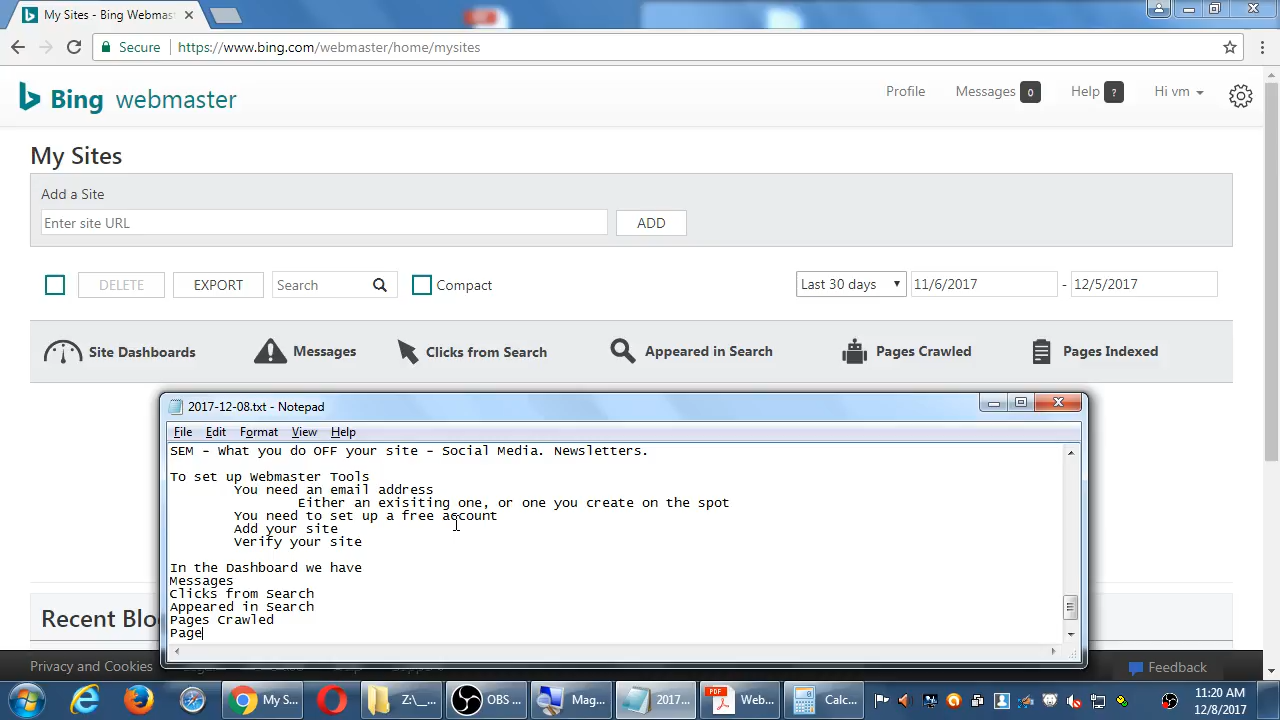 My Sites - Bing Webmas
Secure https://www.bing.com/webmaster/home/mysites
Bing webmaster
Profile Messages 0 Help ? Hi vm
My Sites
Add a Site
Enter site URL ADD
DELETE EXPORT Search Compact Last 30 days 11/6/2017 - 12/5/2017
Site Dashboards Messages Clicks from Search Appeared in Search Pages Crawled Pages Indexed
2017-12-08.txt - Notepad
File Edit Format View Help
SEM - What you do OFF your site - Social Media. Newsletters.
To set up Webmaster Tools
You need an email address
Either an exisiting one, or one you create on the spot
You need to set up a free account
Add your site
Verify your site
In the Dashboard we have
Messages
Clicks from Search
Appeared in Search
Pages Crawled
Page
Recent Blo
Privacy and Cookies Feedback
My S... Z:\_... OBS ... Mag... 2017... PDF Web... Calc...
11:20 AM
12/8/2017